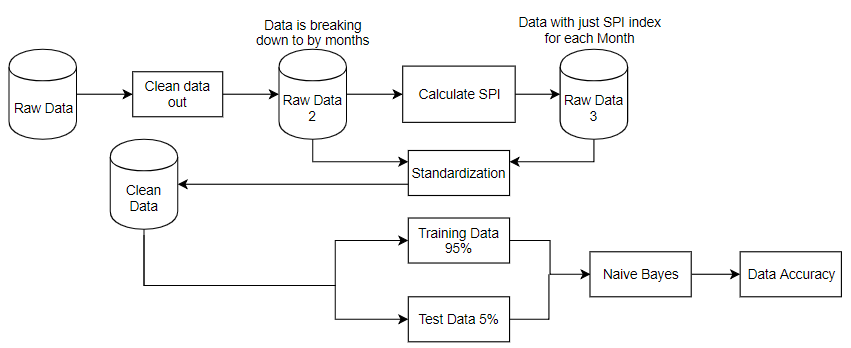 Data is breaking
down to by months
Data with just SPI index
for each Month
Raw Data
Clean data
out
Raw Data
2
Calculate SPI
Raw Data
3
Standardization
Clean
Data
Training Data
95%
Naive Bayes
Data Accuracy
Test Data 5%